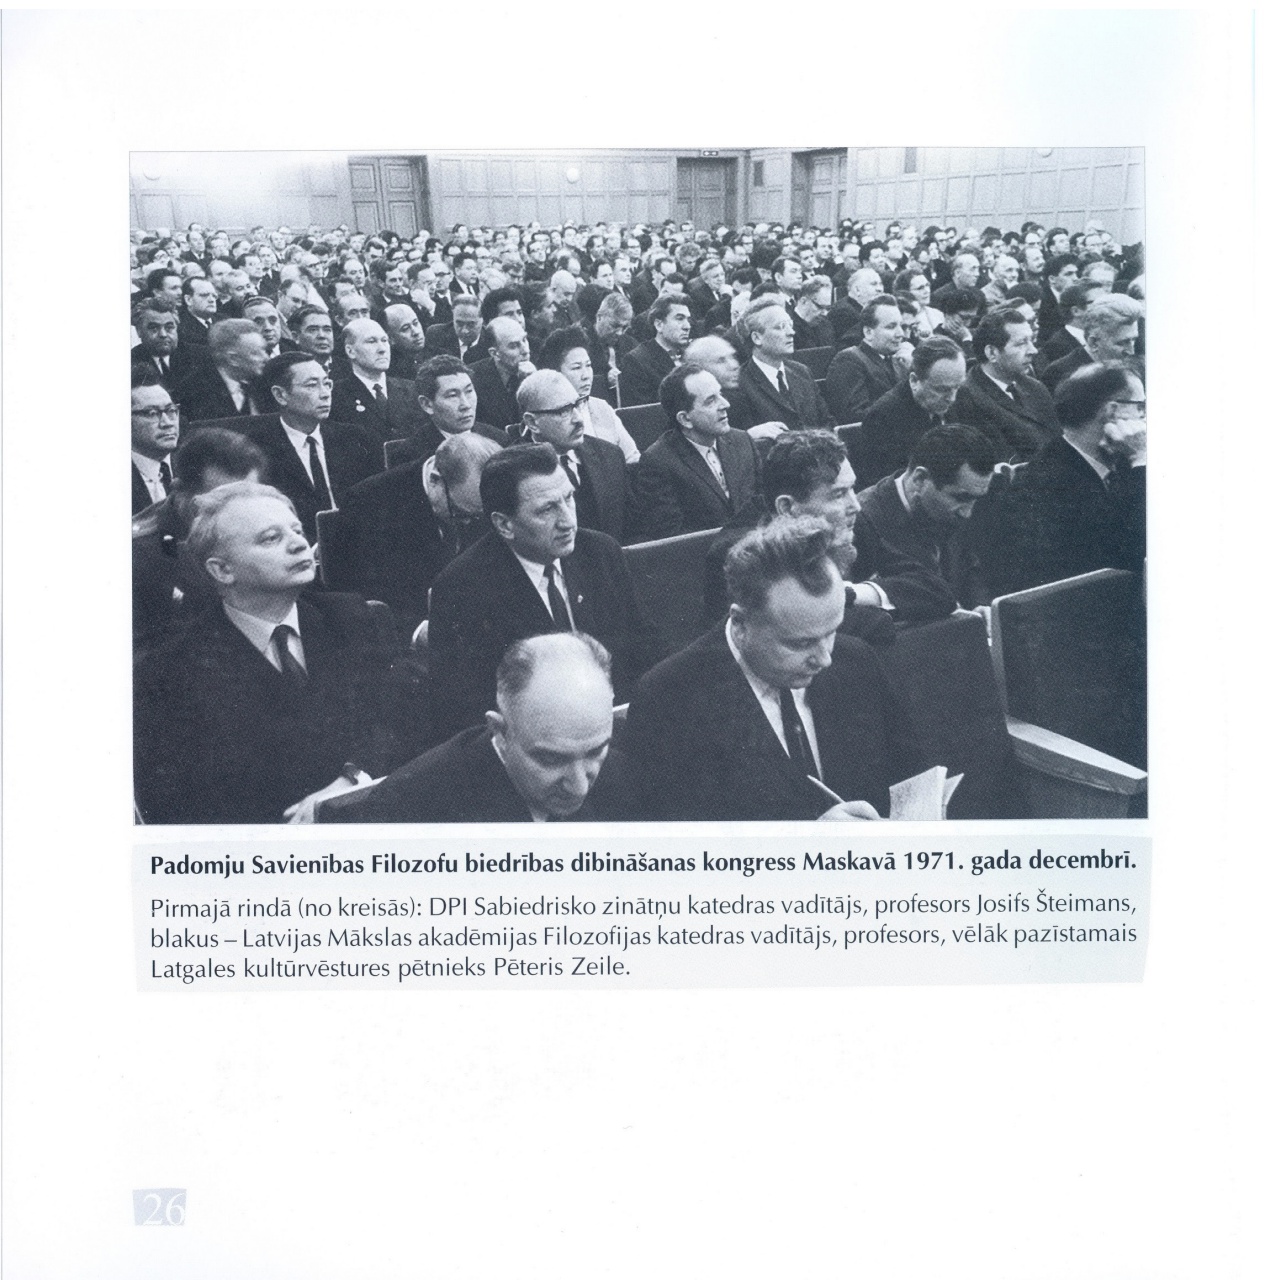 Padomju Savienības Filozofu biedrības dibināšanas kongress Maskavā 1971. gada decembrī.
Pirmajā rindā (no kreisās): DPI Sabiedrisko zinātņu katedras vadītājs, profesors Josifs Šteimans,
blakus – Latvijas Mākslas akadēmijas Filozofijas katedras vadītājs, profesors, vēlāk pazīstamais
Latgales kultūrvēstures pētnieks Pēteris Zeile.
26